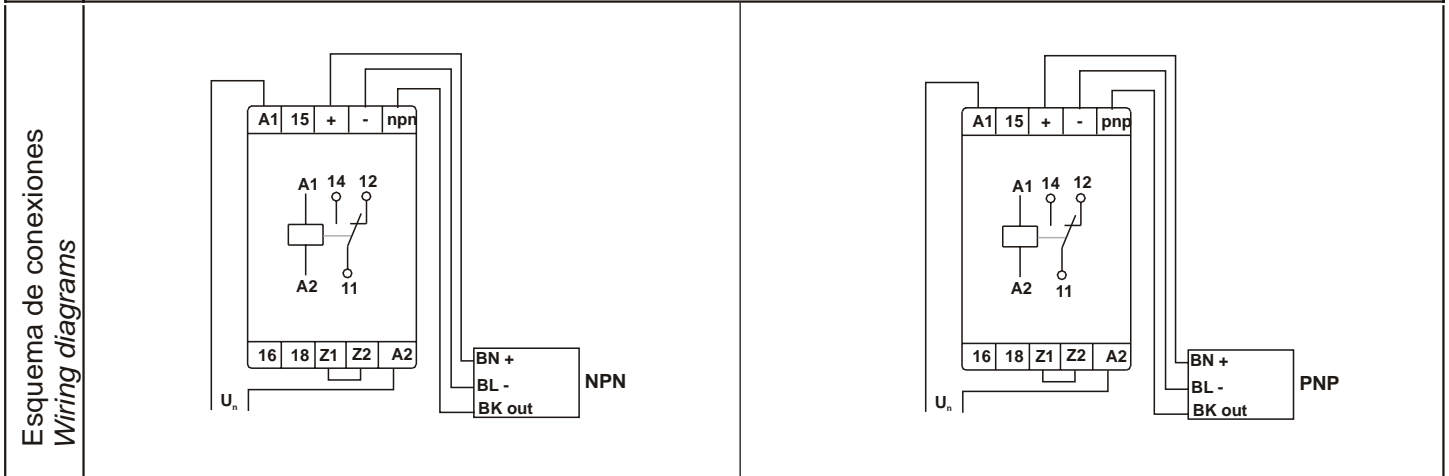 Esquema de conexiones
Wiring diagrams
A1 15 + - npn
A1 14 12
A2 11
16 18 Z1 Z2 A2
Un
BN +
BL -
BK out
NPN
A1 15 + - pnp
A1 14 12
A2 11
16 18 Z1 Z2 A2
Un
BN +
BL -
BK out
PNP